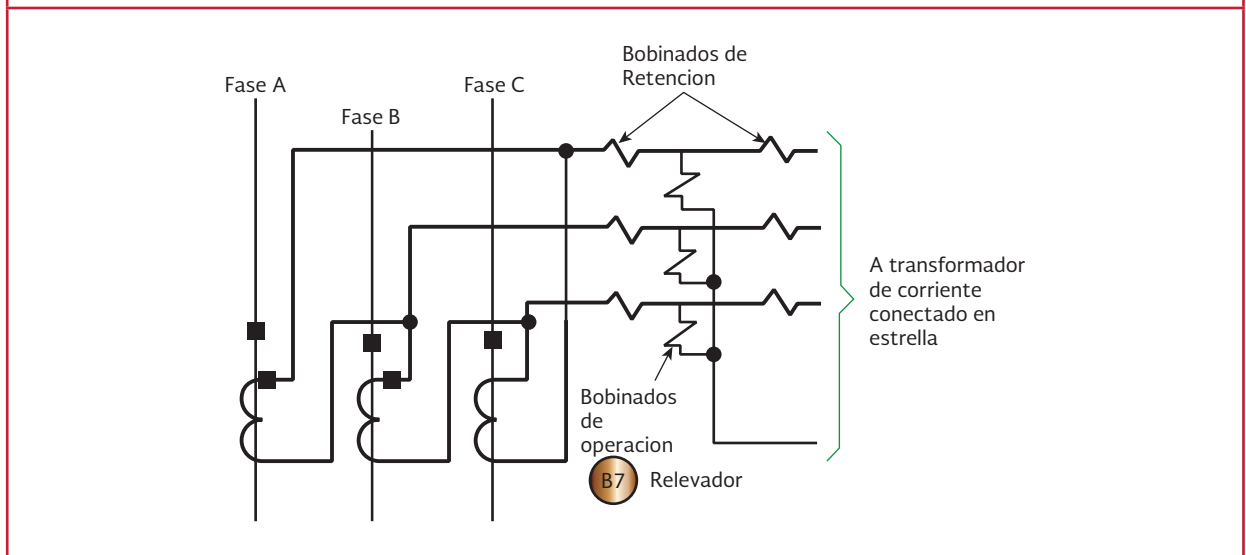 Bobinados de
Retencion
Fase A
Fase C
Fase B
A transformador
de corriente
conectado en
estrella
Bobinados
de
operacion
B7 Relevador